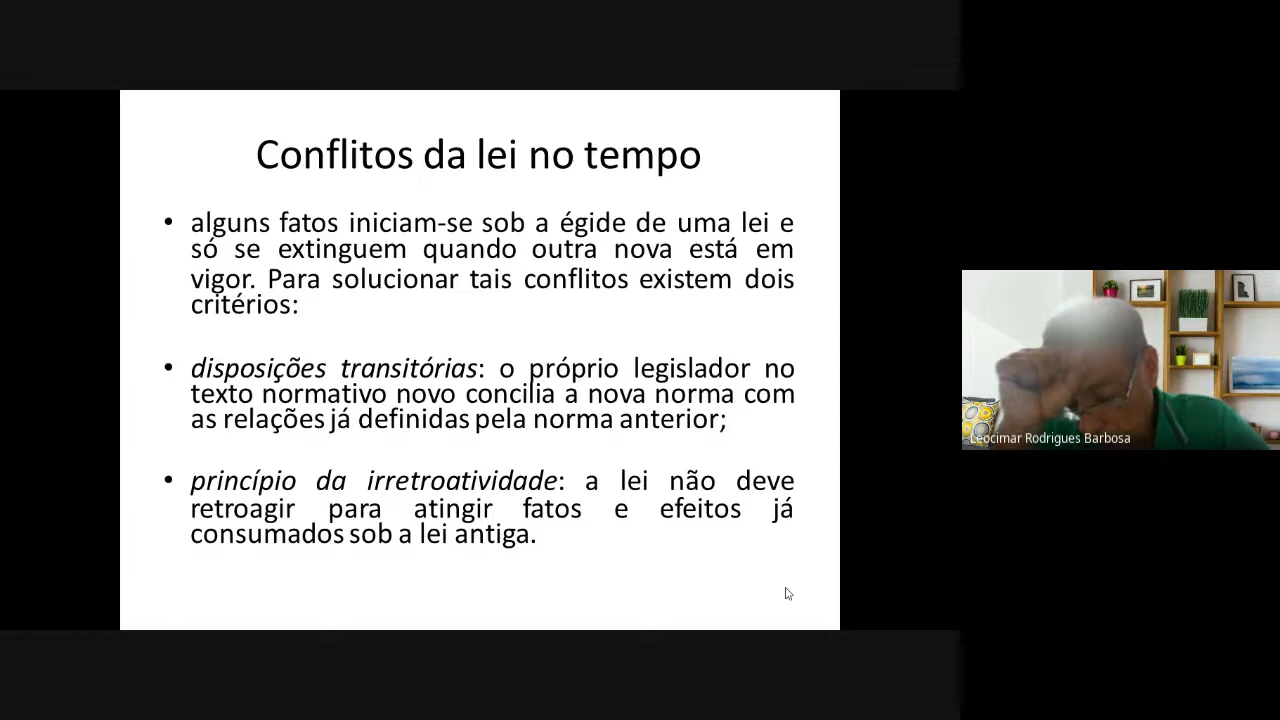 Conflitos da lei no tempo
• alguns fatos iniciam-se sob a égide de uma lei e
só se extinguem quando outra nova está em
vigor. Para solucionar tais conflitos existem dois
critérios:
• disposições transitórias: o próprio legislador no
texto normativo novo concilia a nova norma com
as relações já definidas pela norma anterior;
• princípio da irretroatividade: a lei não deve
retroagir para atingir fatos e efeitos já
consumados sob a lei antiga.
Leocimar Rodrigues Barbosa